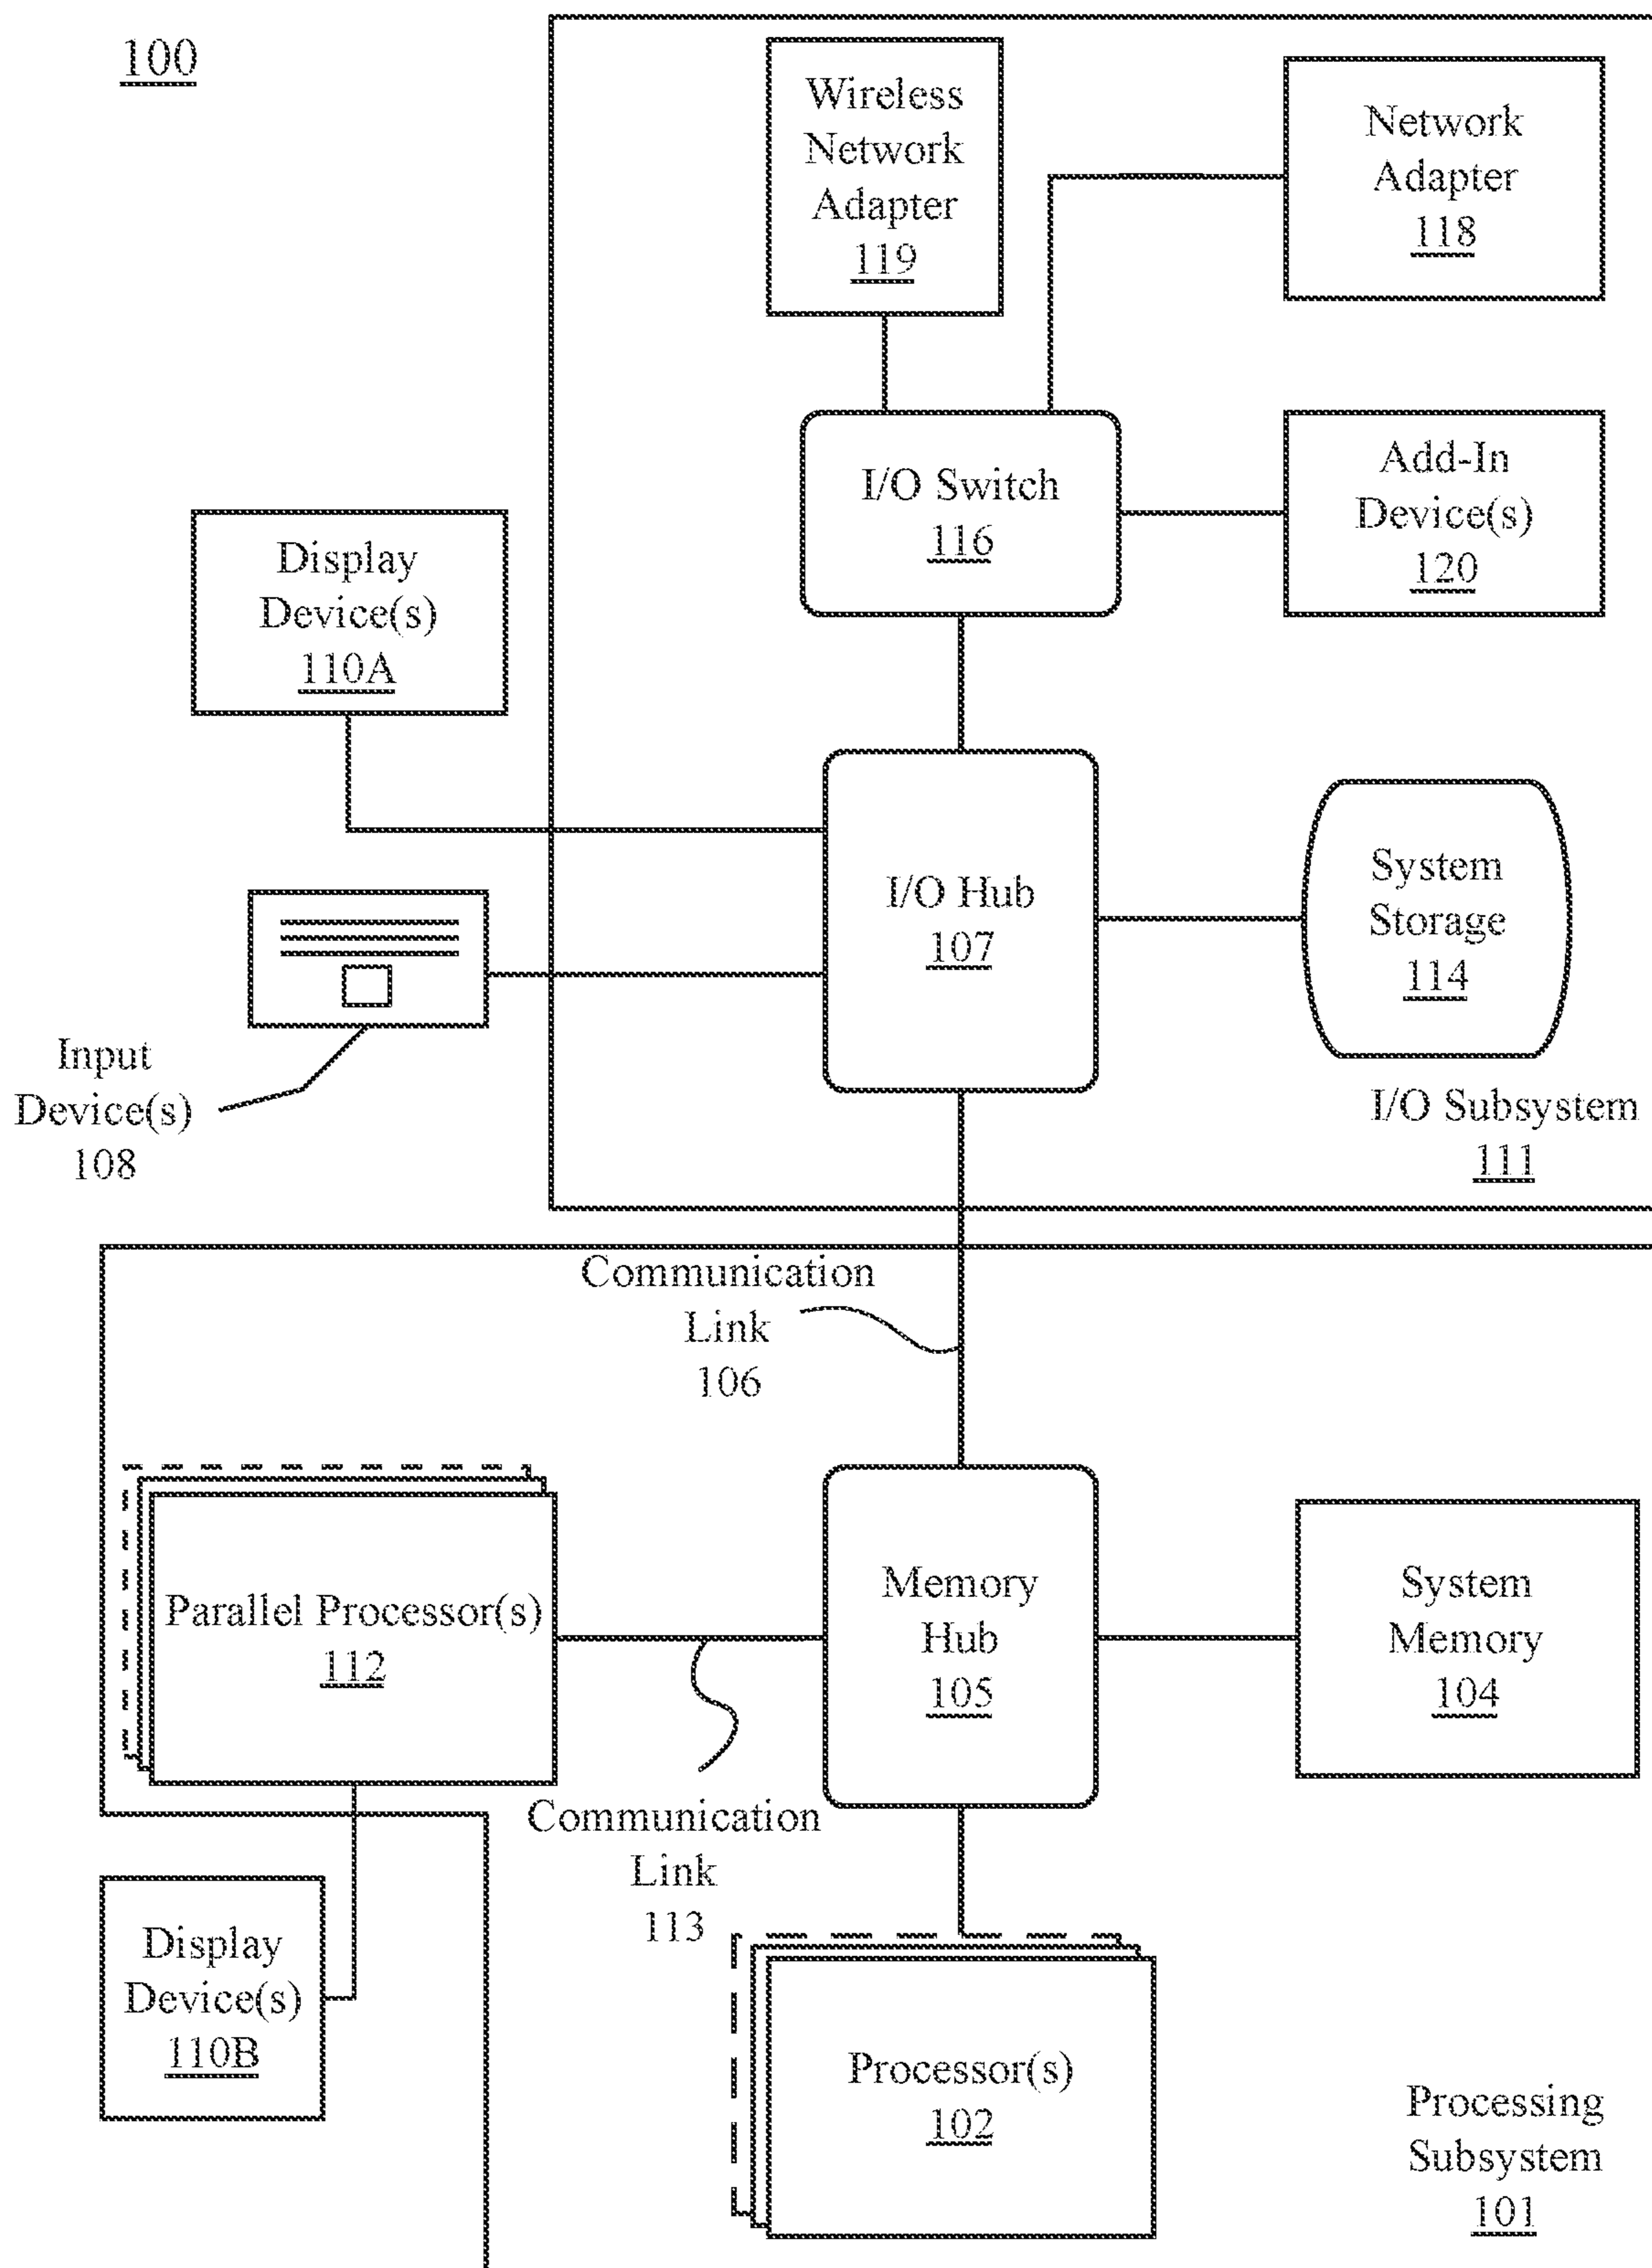 100
Wireless
Network
Adapter
119
Network
Adapter
118
I/O Switch
116
Add-In
Device(s)
120
Display
Device(s)
110A
I/O Hub
107
System
Storage
114
Input
Device(s)
108
I/O Subsystem
111
Communication
Link
106
Parallel Processor(s)
112
Memory
Hub
105
System
Memory
104
Communication
Link
113
Display
Device(s)
110B
Processor(s)
102
Processing
Subsystem
101